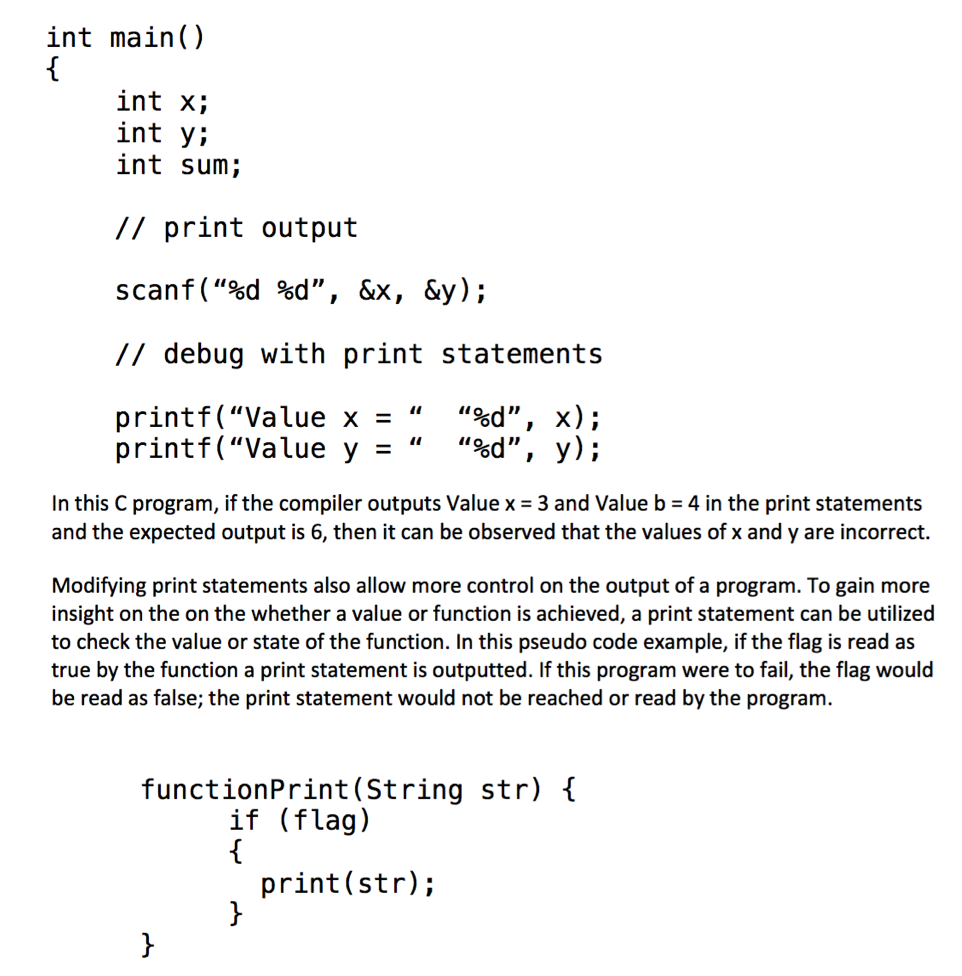 int main()
{
int x;
int y;
int sum;
// print output
scanf(“%d %d”, &x, &y);
// debug with print statements
printf(“Value x = “  “%d”, x);
printf(“Value y = “  “%d”, y);
In this C program, if the compiler outputs Value x = 3 and Value b = 4 in the print statements
and the expected output is 6, then it can be observed that the values of x and y are incorrect.
Modifying print statements also allow more control on the output of a program. To gain more
insight on the on the whether a value or function is achieved, a print statement can be utilized
to check the value or state of the function. In this pseudo code example, if the flag is read as
true by the function a print statement is outputted. If this program were to fail, the flag would
be read as false; the print statement would not be reached or read by the program.
functionPrint(String str) {
if (flag)
{
print(str);
}
}